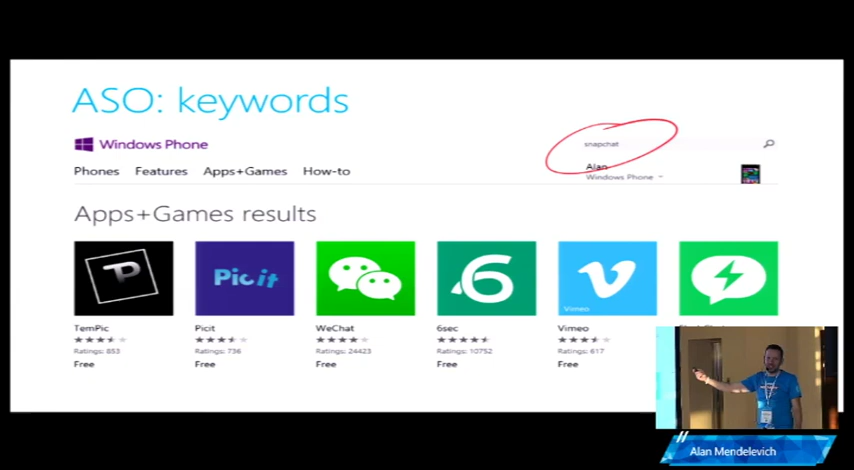 ASO: keywords
Windows Phone
snapchat
Phones Features Apps+Games How-to
Alan
Windows Phone
Apps+Games results
TP
Picit
6
v
Vimeo
TemPic
Picit
WeChat
6sec
Vimeo
Ratings: 853
Ratings: 736
Ratings: 24423
Ratings: 10752
Ratings: 617
Free
Free
Free
Free
Free
Alan Mendelevich